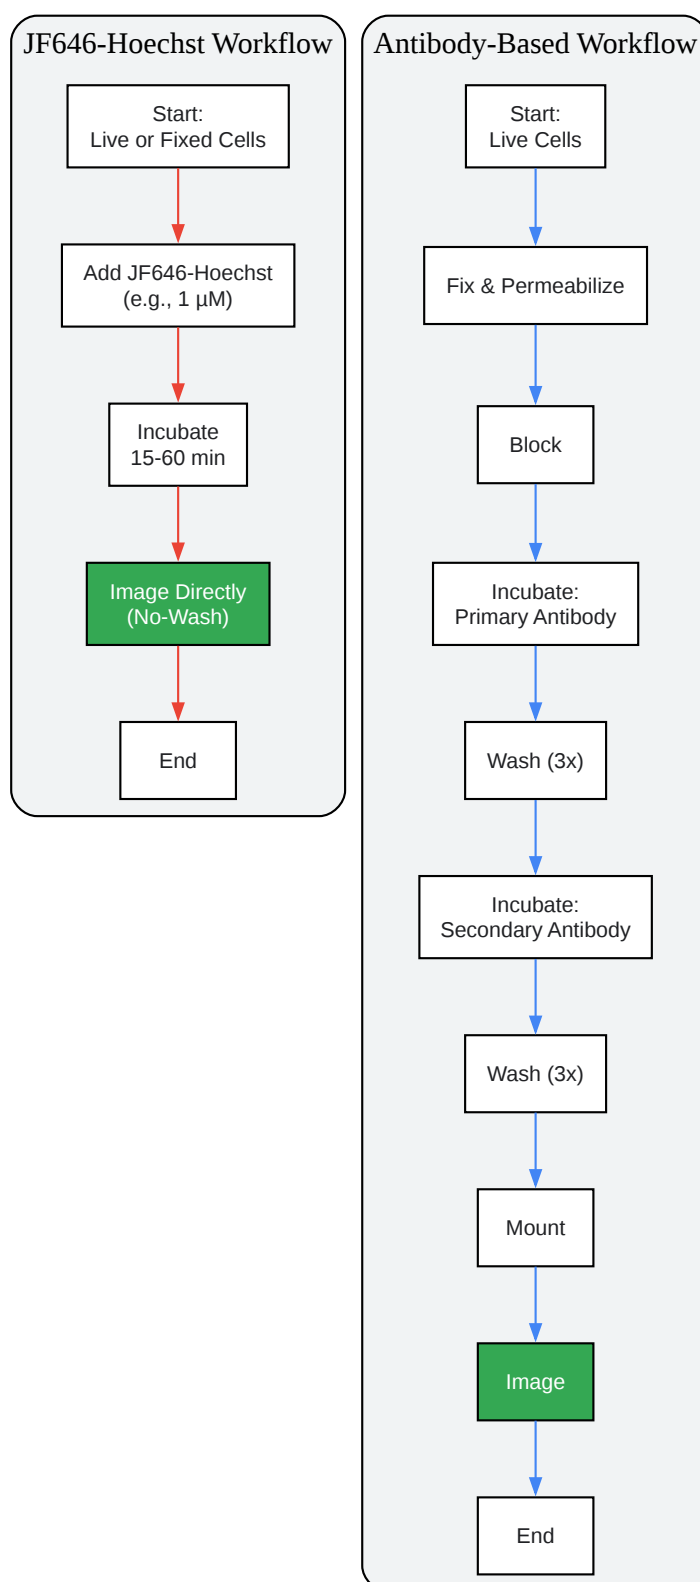 JF646-Hoechst Workflow
Start:
Live or Fixed Cells
Add JF646-Hoechst
(e.g., 1 µM)
Incubate
15-60 min
Image Directly
(No-Wash)
End
Antibody-Based Workflow
Start:
Live Cells
Fix & Permeabilize
Block
Incubate:
Primary Antibody
Wash (3x)
Incubate:
Secondary Antibody
Wash (3x)
Mount
Image
End